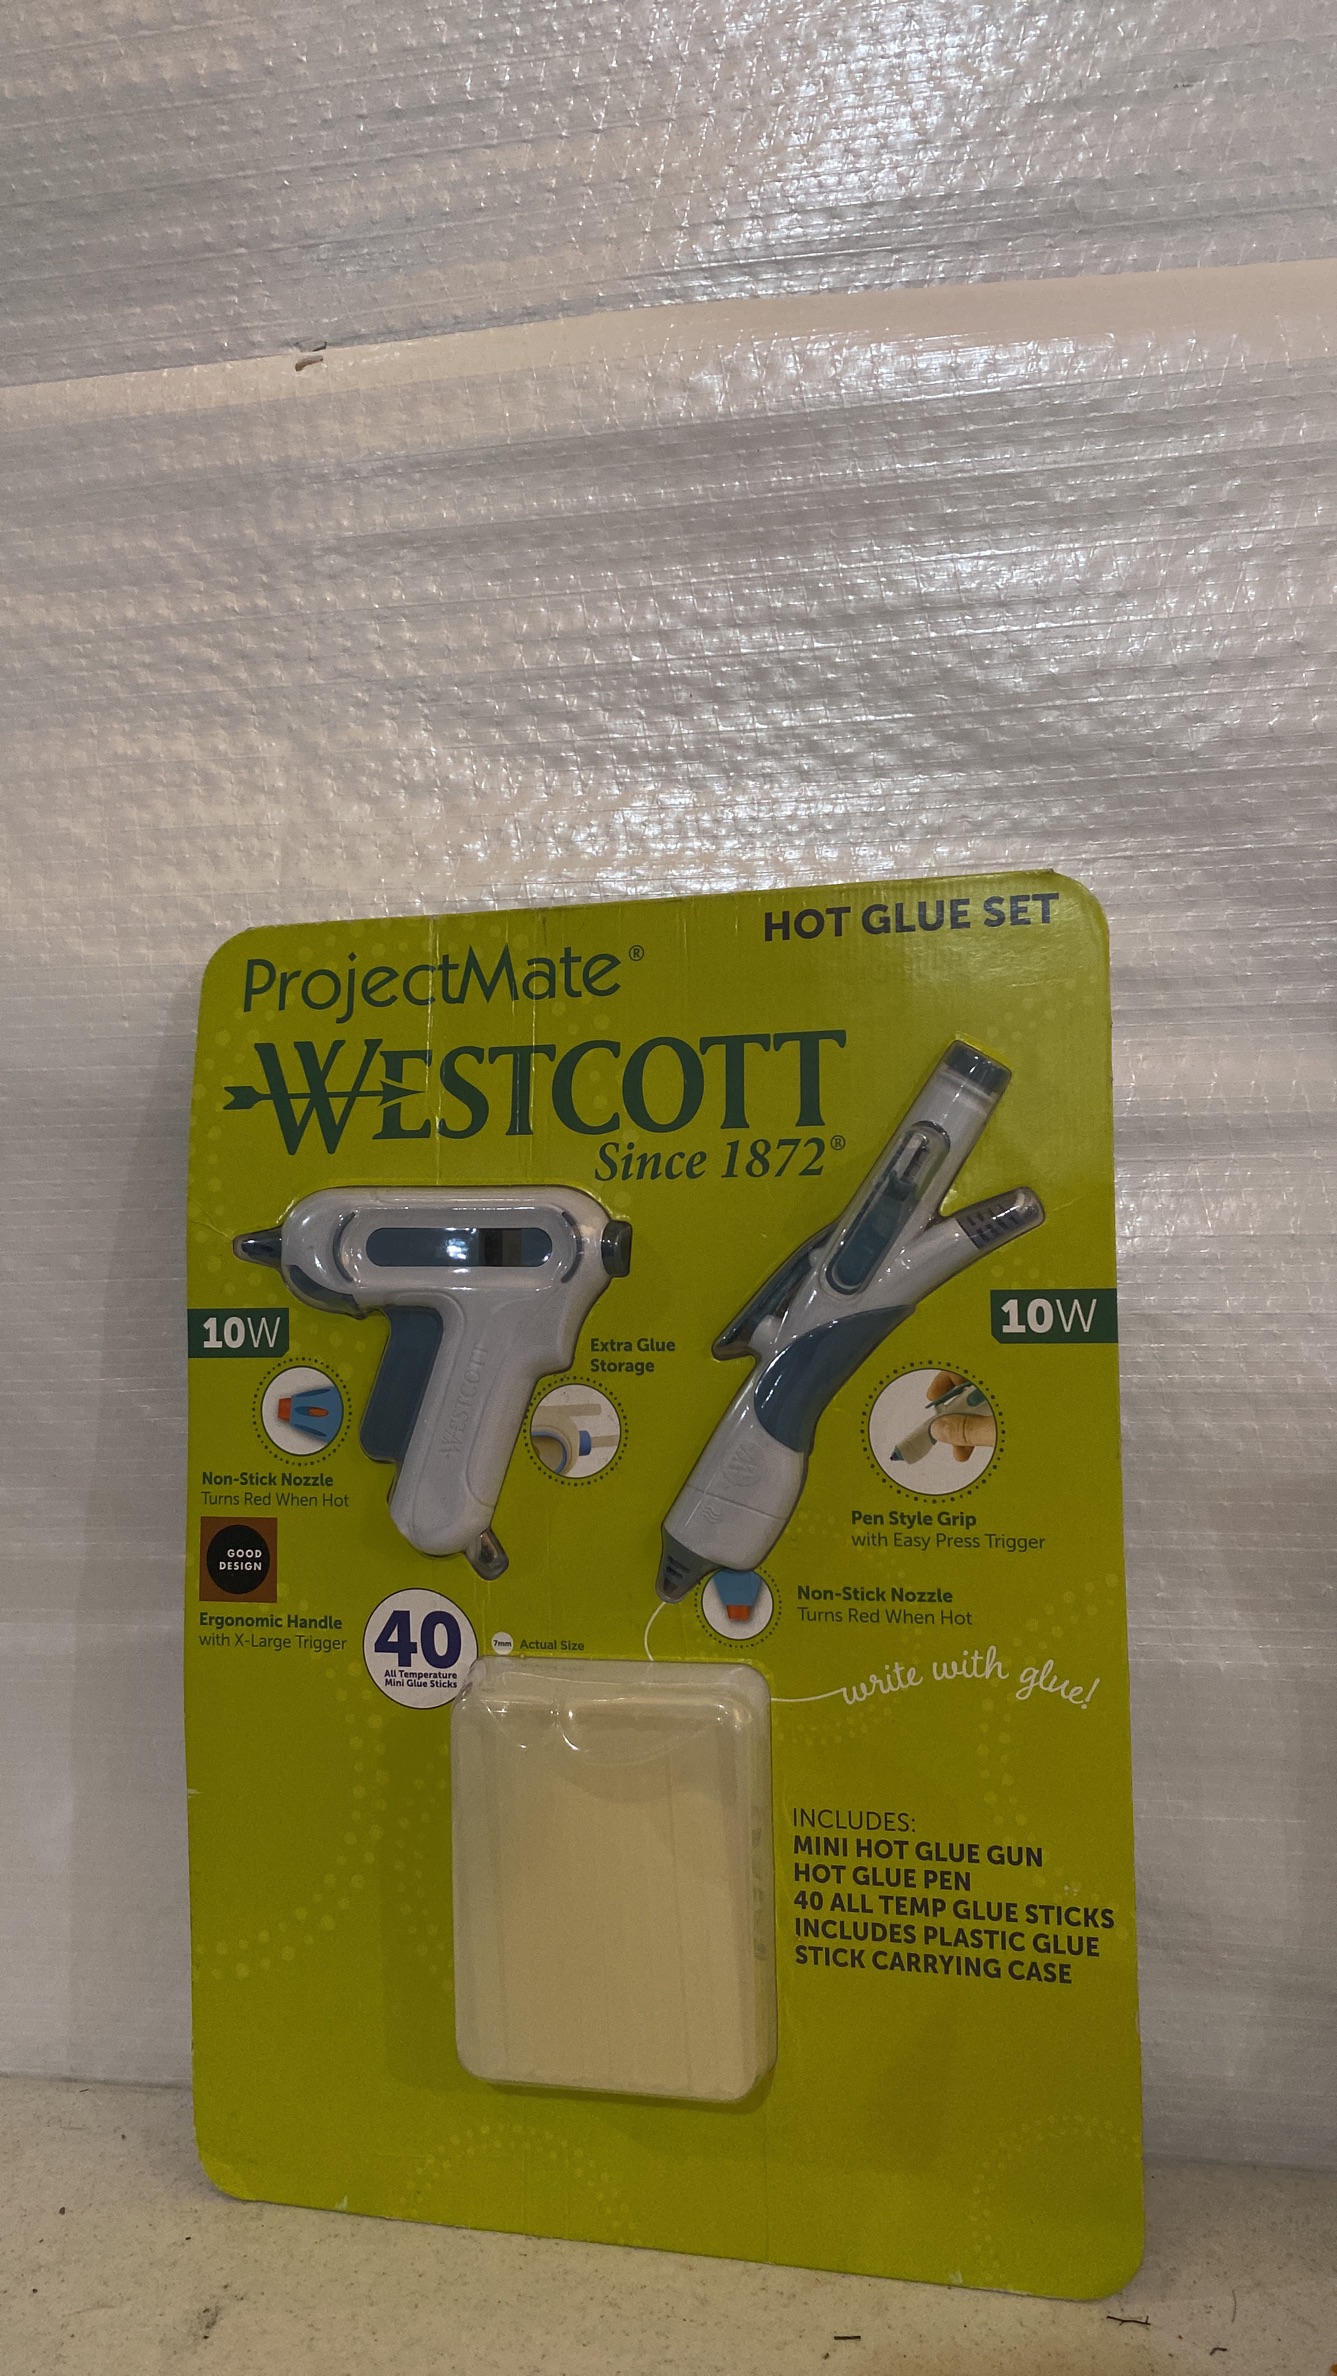 HOT GLUE SET
ProjectMate®
WESTCOTT
Since 1872®
10W
10W
Extra Glue
Storage
WESTCOTT
Non-Stick Nozzle
Turns Red When Hot
Pen Style Grip
with Easy Press Trigger
GOOD
DESIGN
Non-Stick Nozzle
Turns Red When Hot
Ergonomic Handle
with X-Large Trigger
40
All Temperature
Mini Glue Sticks
7mm Actual Size
write with glue!
INCLUDES:
MINI HOT GLUE GUN
HOT GLUE PEN
40 ALL TEMP GLUE STICKS
INCLUDES PLASTIC GLUE
STICK CARRYING CASE